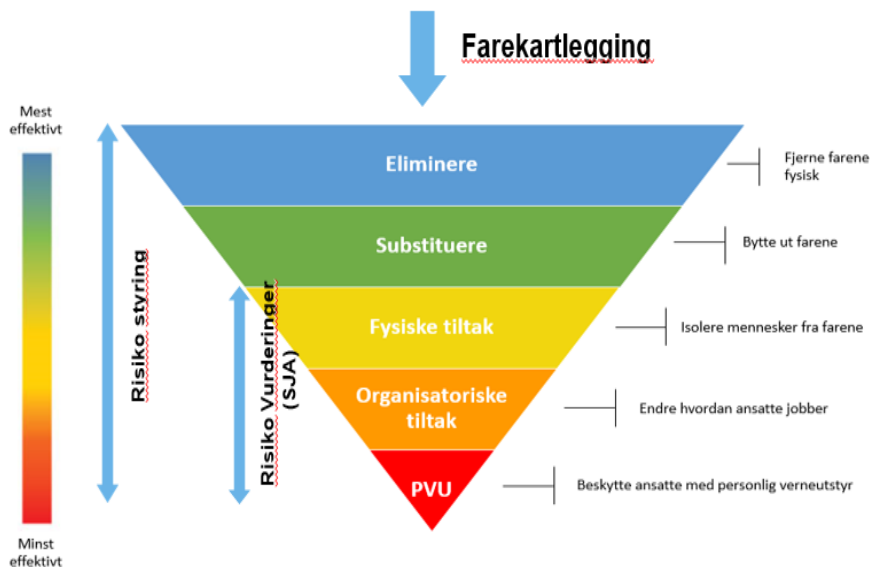 Farekartlegging
Mest
effektivt
Eliminere
Fjerne farene
fysisk
Substituere
Bytte ut farene
Risiko styring
Risiko Vurderinger
(SJA)
Fysiske tiltak
Isolere mennesker fra farene
Organisatoriske
tiltak
Endre hvordan ansatte jobber
PVU
Beskytte ansatte med personlig verneutstyr
Minst
effektivt